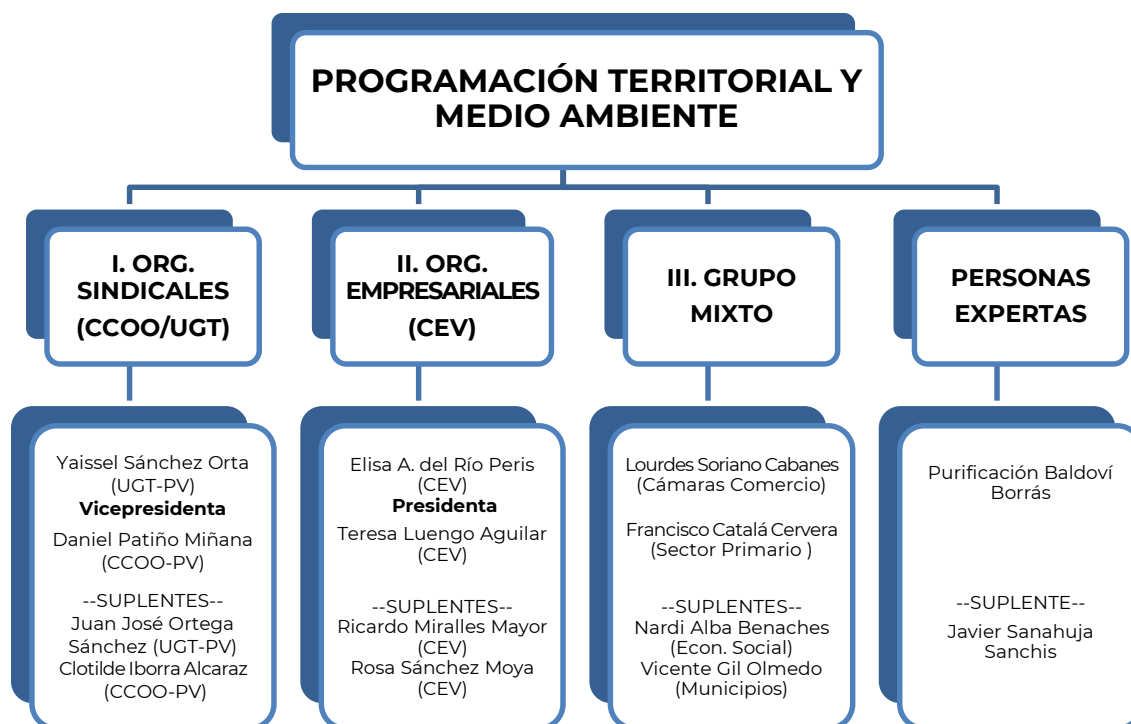 PROGRAMACIÓN TERRITORIAL Y
MEDIO AMBIENTE
I. ORG.
SINDICALES
(CCOO/UGT)
II. ORG.
EMPRESARIALES
(CEV)
III. GRUPO
MIXTO
PERSONAS
EXPERTAS
Yaissel Sánchez Orta
(UGT-PV)
Vicepresidenta
Daniel Patiño Miñana
(CCOO-PV)
--SUPLENTES--
Juan José Ortega
Sánchez (UGT-PV)
Clotilde Iborra Alcaraz
(CCOO-PV)
Elisa A. del Río Peris
(CEV)
Presidenta
Teresa Luengo Aguilar
(CEV)
--SUPLENTES--
Ricardo Miralles Mayor
(CEV)
Rosa Sánchez Moya
(CEV)
Lourdes Soriano Cabanes
(Cámaras Comercio)
Francisco Catalá Cervera
(Sector Primario )
--SUPLENTES--
Nardi Alba Benaches
(Econ. Social)
Vicente Gil Olmedo
(Municipios)
Purificación Baldoví
Borrás
--SUPLENTE--
Javier Sanahuja
Sanchis